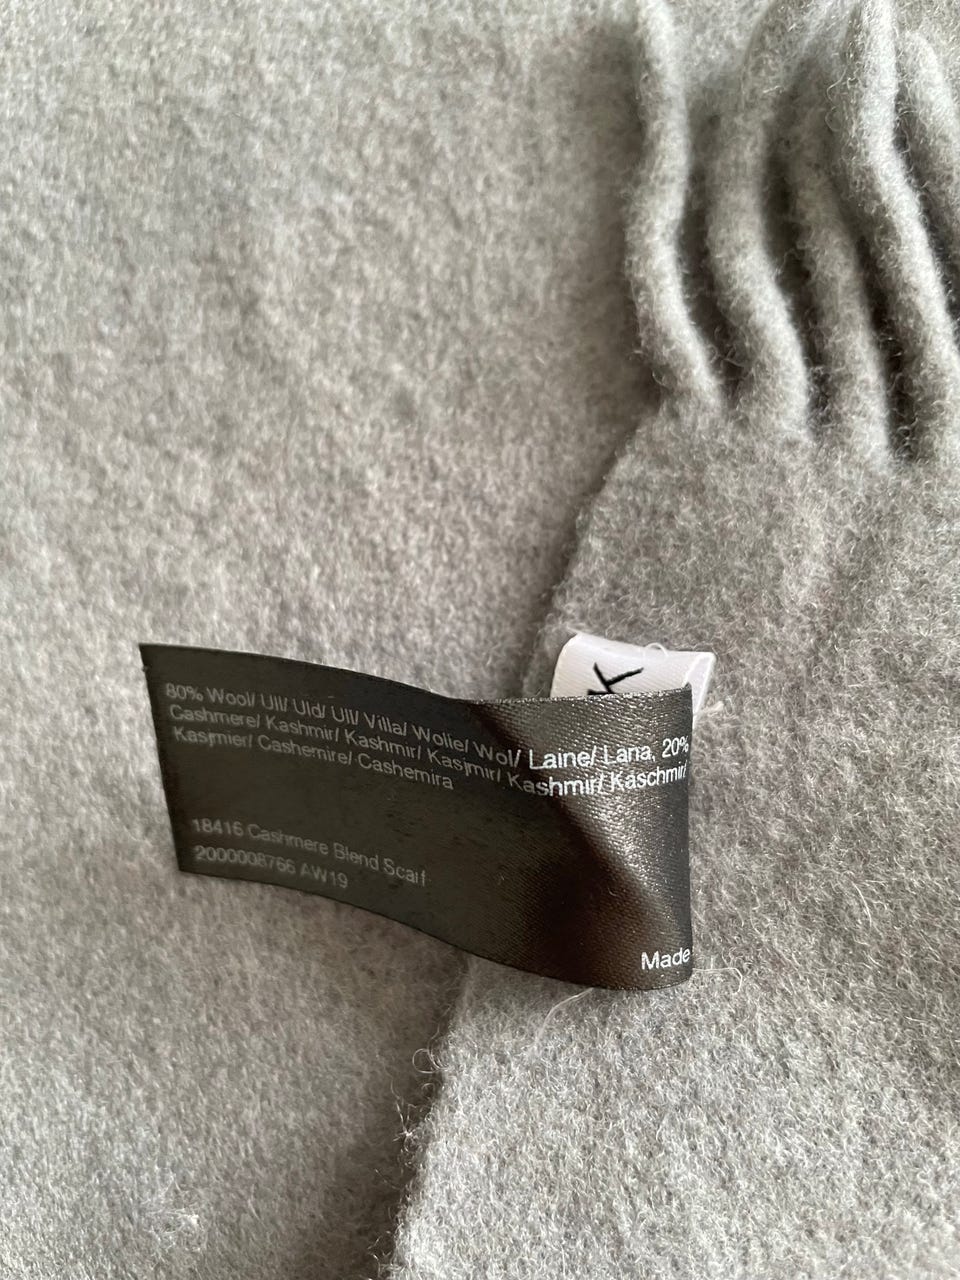 K
80% Wool/ Ull/ Uld/ Ull/ Villa/ Wolle/ Wol/ Laine/ Lana, 20%
Cashmere/ Kashmir/ Kashmir/ Kasjmir/ Kashmir/ Kaschmir/
Kasjmier/ Cashemire/ Cashemira
18416 Cashmere Blend Scarf
2000008766 AW19
Made